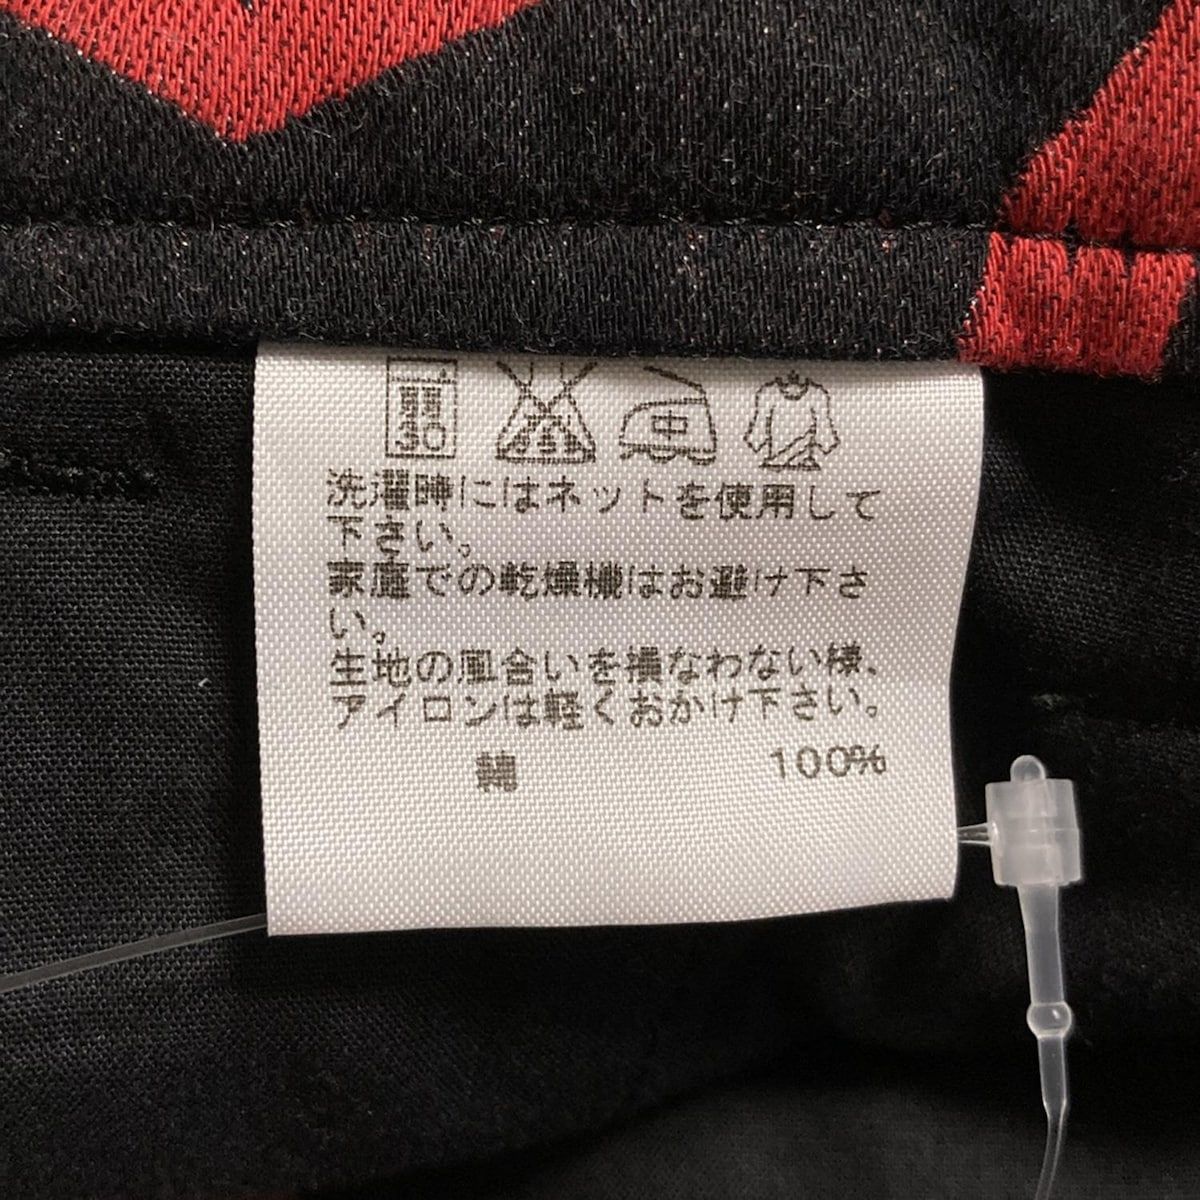 30
中
洗濯時にはネットを使用して
下さい。
家庭での乾燥機はお避け下さ
い。
生地の風合いを損なわない様、
アイロンは軽くおかけ下さい。
綿 100%